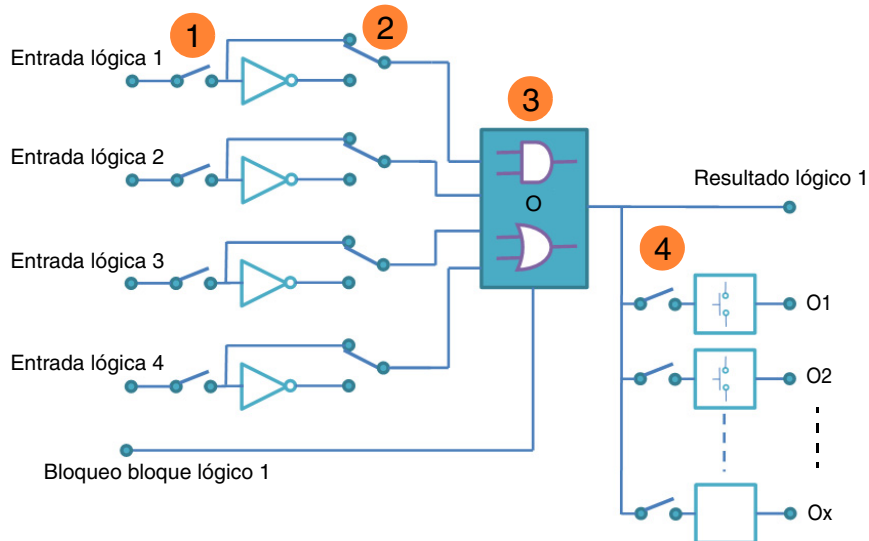 1
2
Entrada lógica 1
3
Entrada lógica 2
O
Resultado lógico 1
Entrada lógica 3
4
O1
Entrada lógica 4
O2
Bloqueo bloque lógico 1
Ox